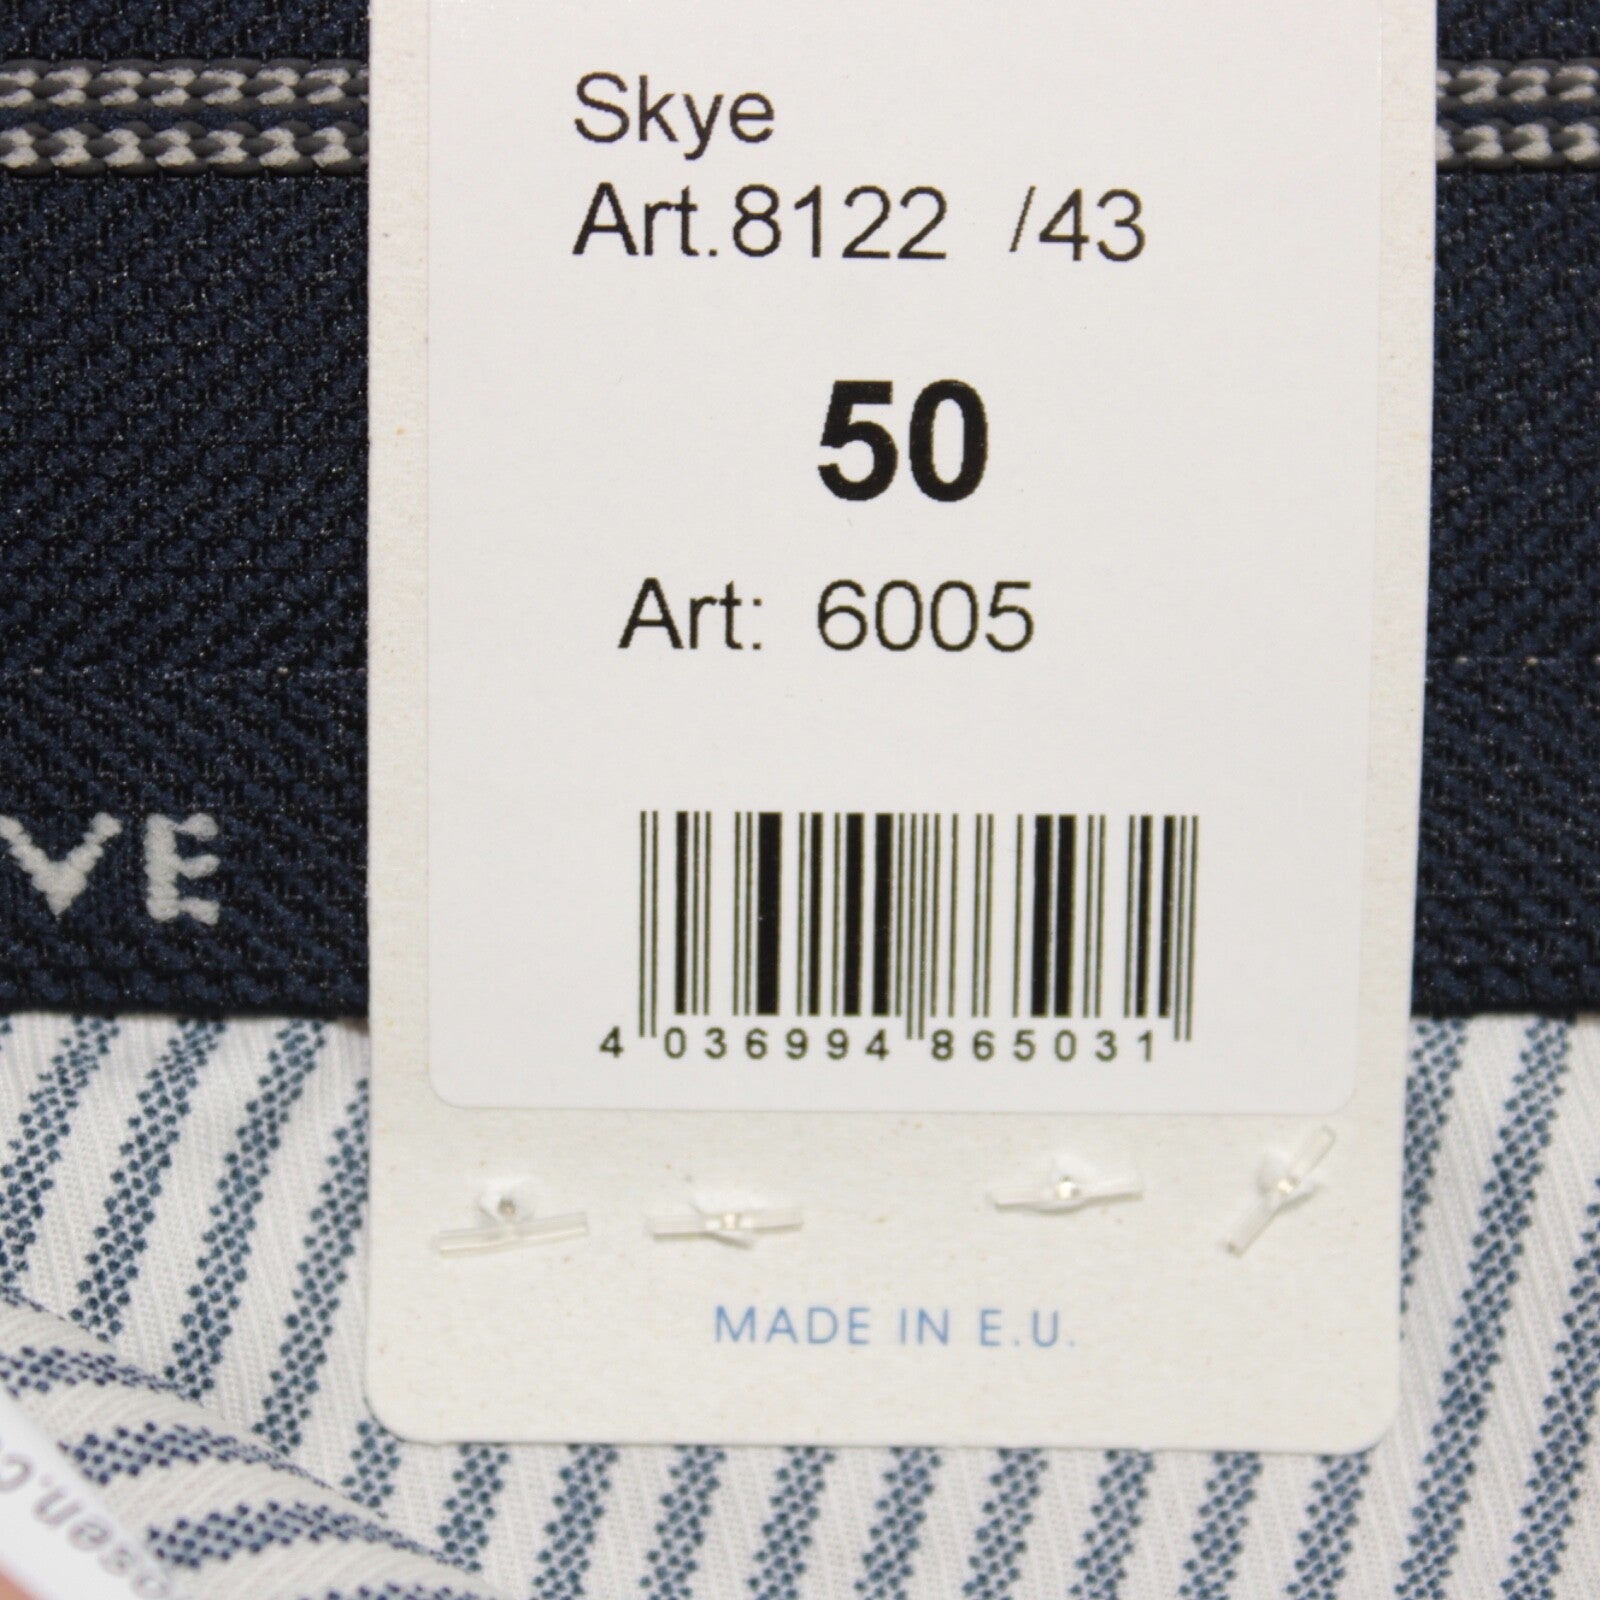 Skye
Art.8122 /43
50
Art: 6005
VE
4 036994 865031
MADE IN E.U.